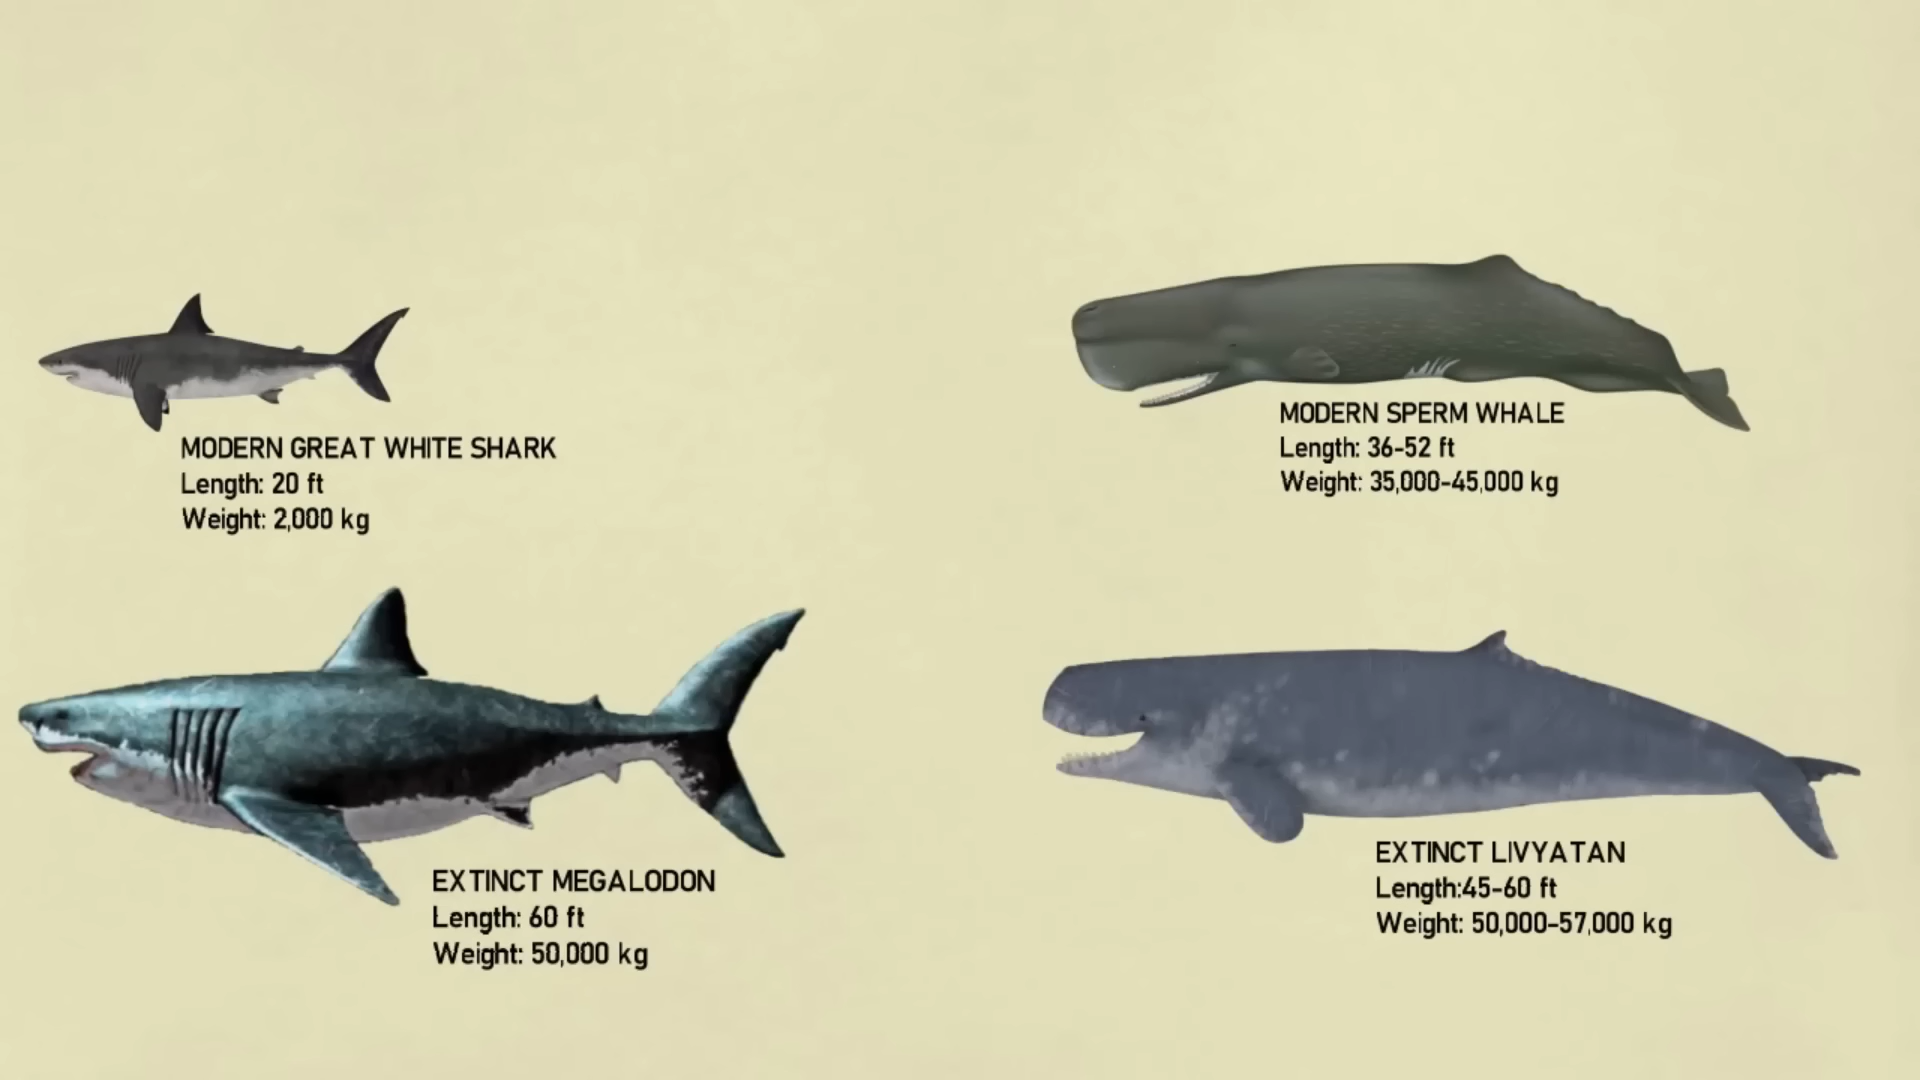 MODERN GREAT WHITE SHARK
Length: 20 ft
Weight: 2,000 kg
MODERN SPERM WHALE
Length: 36-52 ft
Weight: 35,000-45,000 kg
EXTINCT MEGALODON
Length: 60 ft
Weight: 50,000 kg
EXTINCT LIVYATAN
Length:45-60 ft
Weight: 50,000-57,000 kg